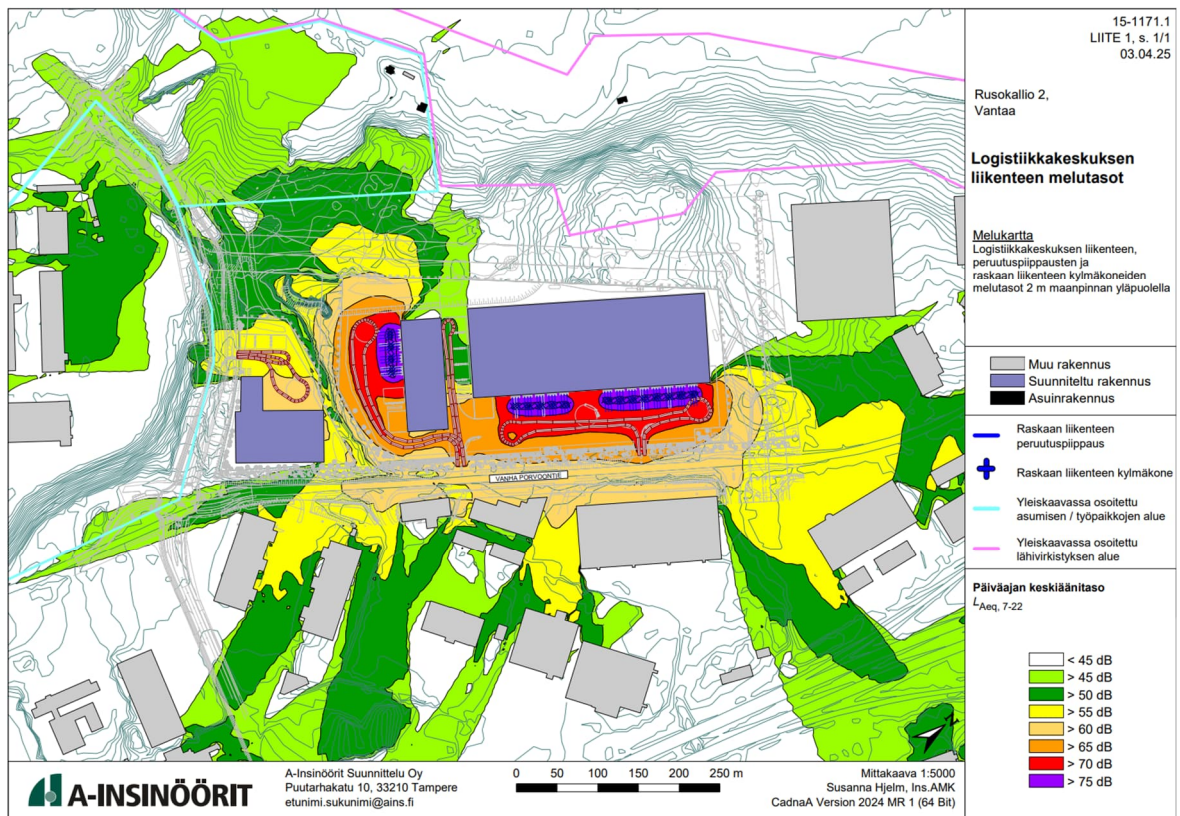 15-1171.1
LIITE 1, s. 1/1
03.04.25
Rusokallio 2,
Vantaa
Logistiikkakeskuksen
liikenteen melutasot
Melukartta
Logistiikkakeskuksen liikenteen,
peruutuspiippausten ja
raskaan liikenteen kylmäkoneiden
melutasot 2 m maanpinnan yläpuolella
Muu rakennus
Suunniteltu rakennus
Asuinrakennus
Raskaan liikenteen
peruutuspiippaus
Raskaan liikenteen kylmäkone
Yleiskaavassa osoitettu
asumisen / työpaikkojen alue
Yleiskaavassa osoitettu
lähivirkistyksen alue
Päiväajan keskiäänitaso
LAeq, 7-22
< 45 dB
> 45 dB
> 50 dB
> 55 dB
> 60 dB
> 65 dB
> 70 dB
> 75 dB
VANHA PORVOONTIE
N
A-INSINÖÖRIT
A-Insinöörit Suunnittelu Oy
Puutarhakatu 10, 33210 Tampere
etunimi.sukunimi@ains.fi
0 50 100 150 200 250 m
Mittakaava 1:5000
Susanna Hjelm, Ins.AMK
CadnaA Version 2024 MR 1 (64 Bit)